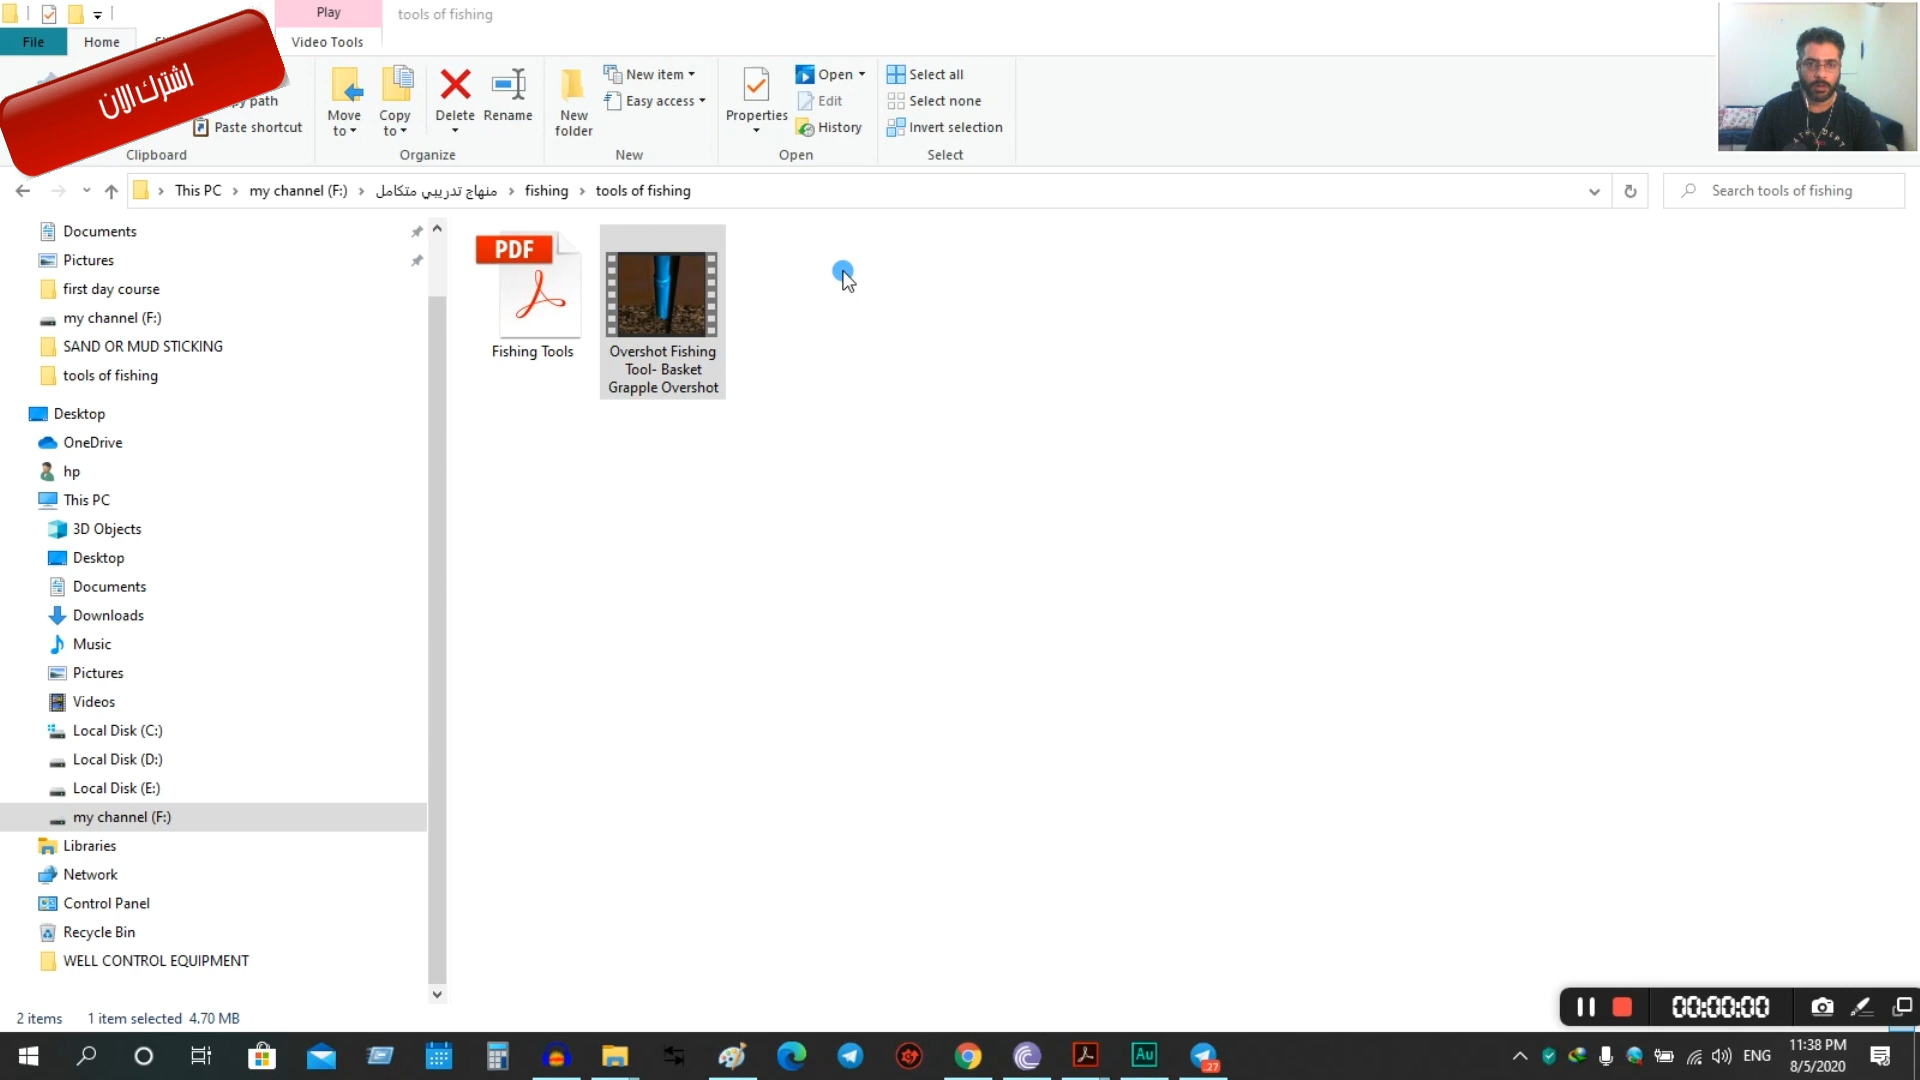 Play
tools of fishing
File
Home
Video Tools
اشترك الان
path
Paste shortcut
Clipboard
Move to
Copy to
Delete
Rename
Organize
New folder
New item
Easy access
New
Properties
Open
Edit
History
Open
Select all
Select none
Invert selection
Select
This PC
my channel (F:)
منهاج تدريبي متكامل
fishing
tools of fishing
Search tools of fishing
Documents
Pictures
first day course
my channel (F:)
SAND OR MUD STICKING
tools of fishing
Desktop
OneDrive
hp
This PC
3D Objects
Desktop
Documents
Downloads
Music
Pictures
Videos
Local Disk (C:)
Local Disk (D:)
Local Disk (E:)
my channel (F:)
Libraries
Network
Control Panel
Recycle Bin
WELL CONTROL EQUIPMENT
PDF
Fishing Tools
Overshot Fishing
Tool- Basket
Grapple Overshot
2 items
1 item selected 4.70 MB
00:00:00
Au
27
ENG
11:38 PM
8/5/2020